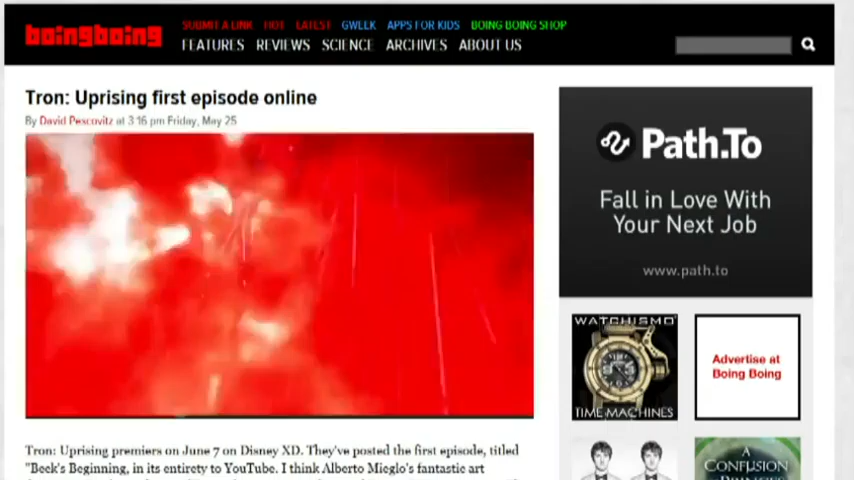 boingboing
SUBMIT A LINK HOT LATEST GWEEK APPS FOR KIDS BOING BOING SHOP
FEATURES REVIEWS SCIENCE ARCHIVES ABOUT US
Tron: Uprising first episode online
By David Pescovitz at 3:16 pm Friday, May 25
Path.To
Fall in Love With
Your Next Job
www.path.to
WATCHISMO
TIME MACHINES
Advertise at
Boing Boing
Tron: Uprising premiers on June 7 on Disney XD. They've posted the first episode, titled
"Beck's Beginning, in its entirety to YouTube. I think Alberto Mieglo's fantastic art
A
CONFUSION